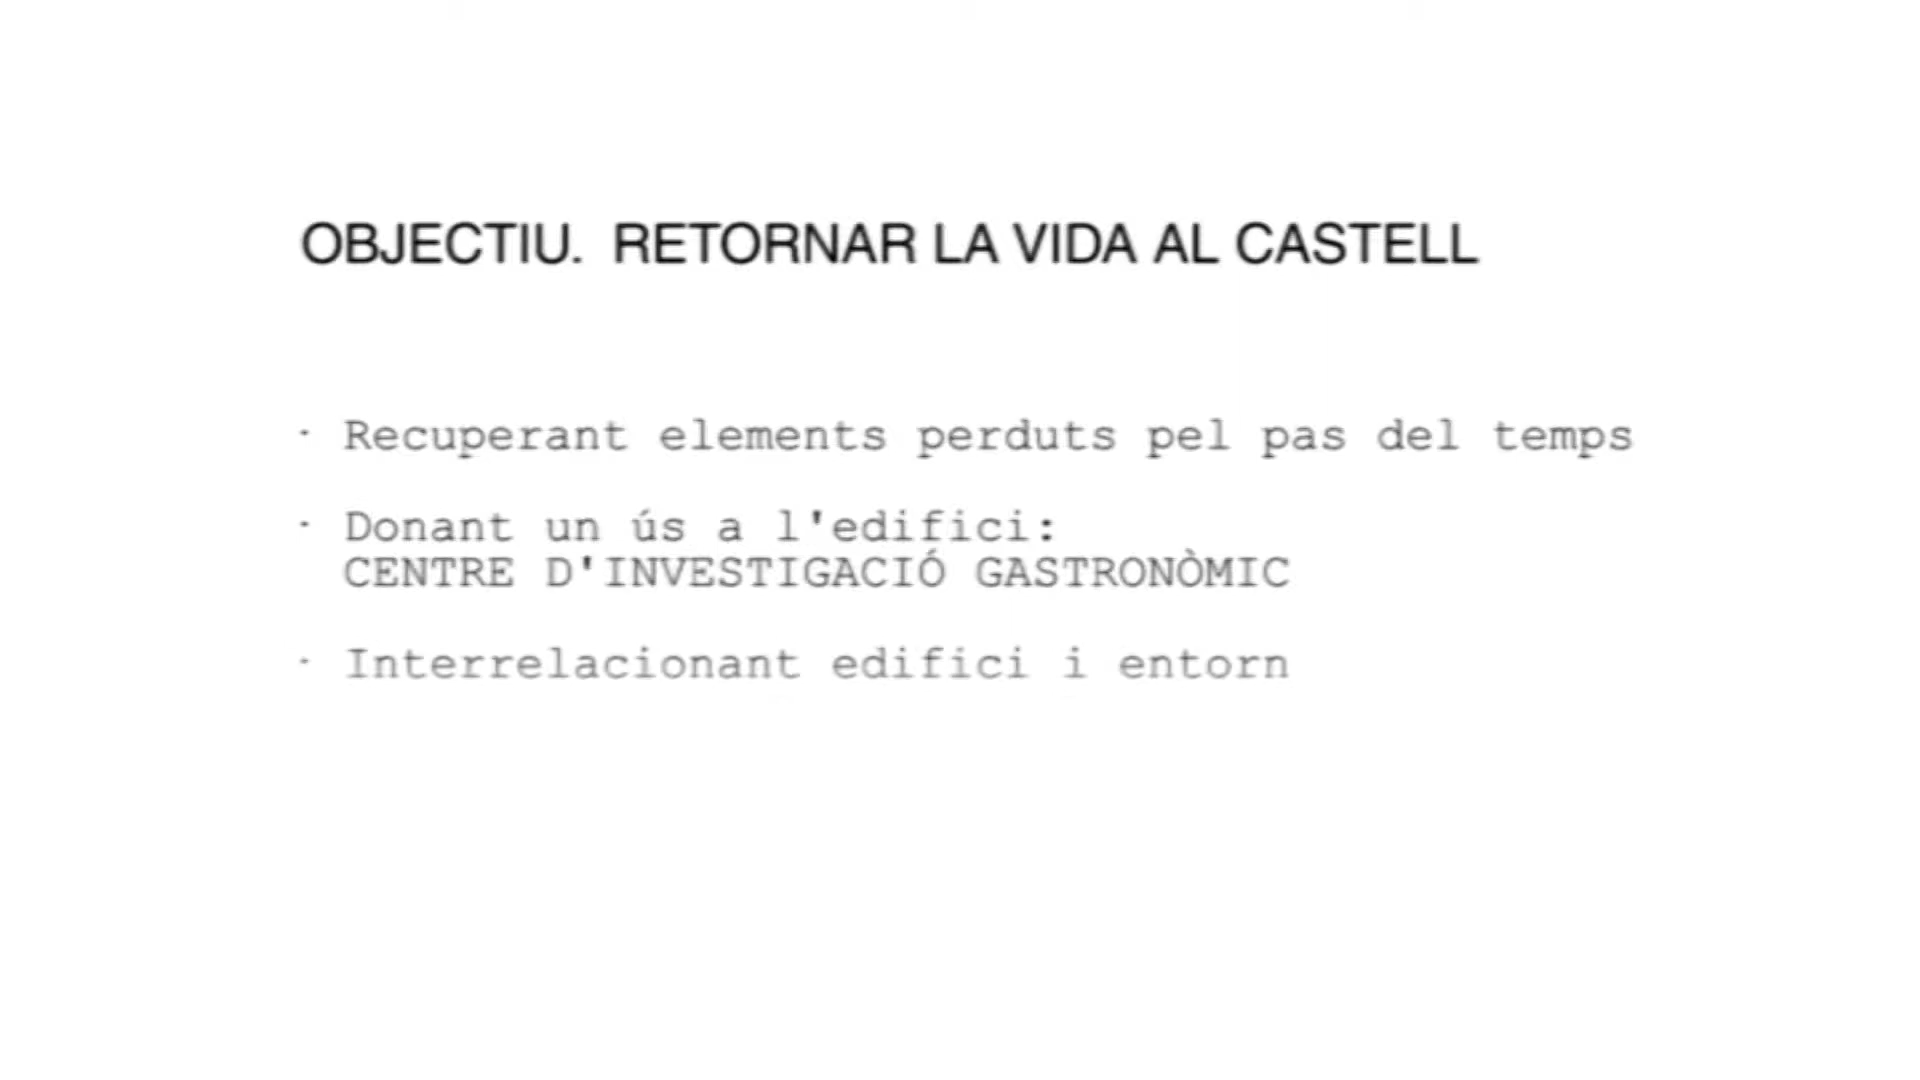 OBJECTIU. RETORNAR LA VIDA AL CASTELL
· Recuperant elements perduts pel pas del temps
· Donant un ús a l'edifici:
CENTRE D'INVESTIGACIÓ GASTRONÒMIC
· Interrelacionant edifici i entorn